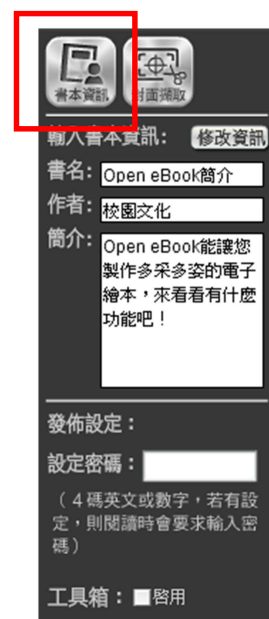 書本資訊 封面擷取
輸入書本資訊： 修改資訊
書名： Open eBook簡介
作者： 校園文化
簡介： Open eBook能讓您
製作多采多姿的電子
繪本，來看看有什麼
功能吧！
發佈設定：
設定密碼：
（４碼英文或數字，若有設
定，則閱讀時會要求輸入密
碼）
工具箱： 啓用